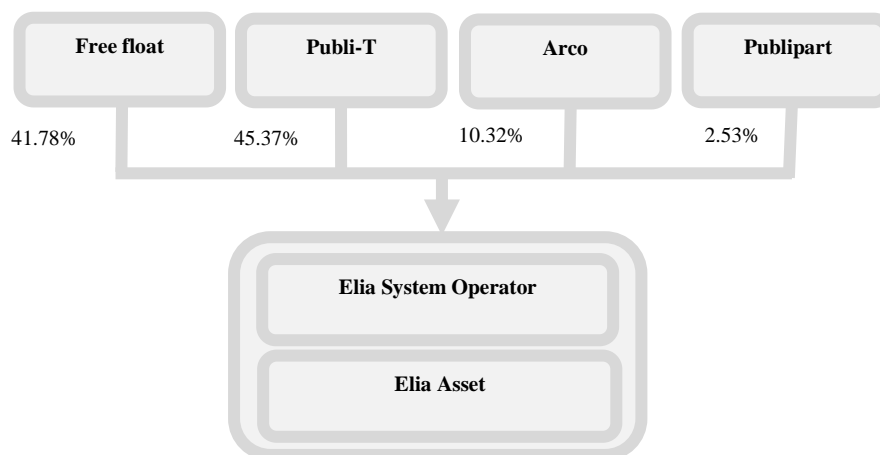 Free float
Publi-T
Arco
Publipart
41.78%
45.37%
10.32%
2.53%
Elia System Operator
Elia Asset